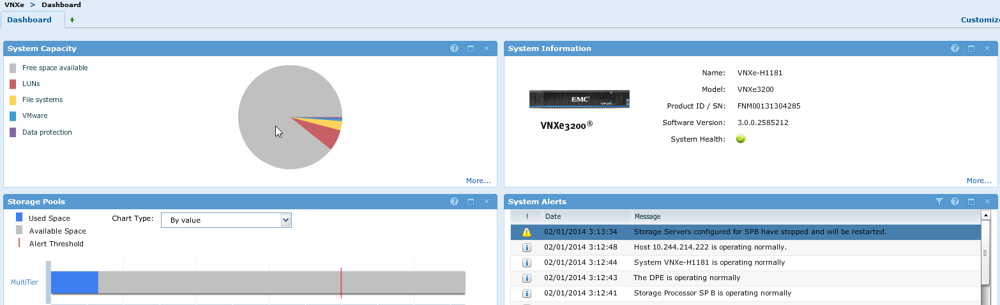 VNXe > Dashboard
Dashboard +
Customize
System Capacity
Free space available
LUNs
File systems
VMware
Data protection
More...
System Information
EMC²
VNXe3200®
Name: VNXe-H1181
Model: VNXe3200
Product ID / SN: FNM00131304285
Software Version: 3.0.0.2585212
System Health:
More...
Storage Pools
Used Space
Available Space
Alert Threshold
Chart Type: By value
MultiTier
System Alerts
! Date Message
02/01/2014 3:13:34 Storage Servers configured for SPB have stopped and will be restarted.
02/01/2014 3:12:48 Host 10.244.214.222 is operating normally.
02/01/2014 3:12:44 System VNXe-H1181 is operating normally
02/01/2014 3:12:43 The DPE is operating normally
02/01/2014 3:12:41 Storage Processor SP B is operating normally